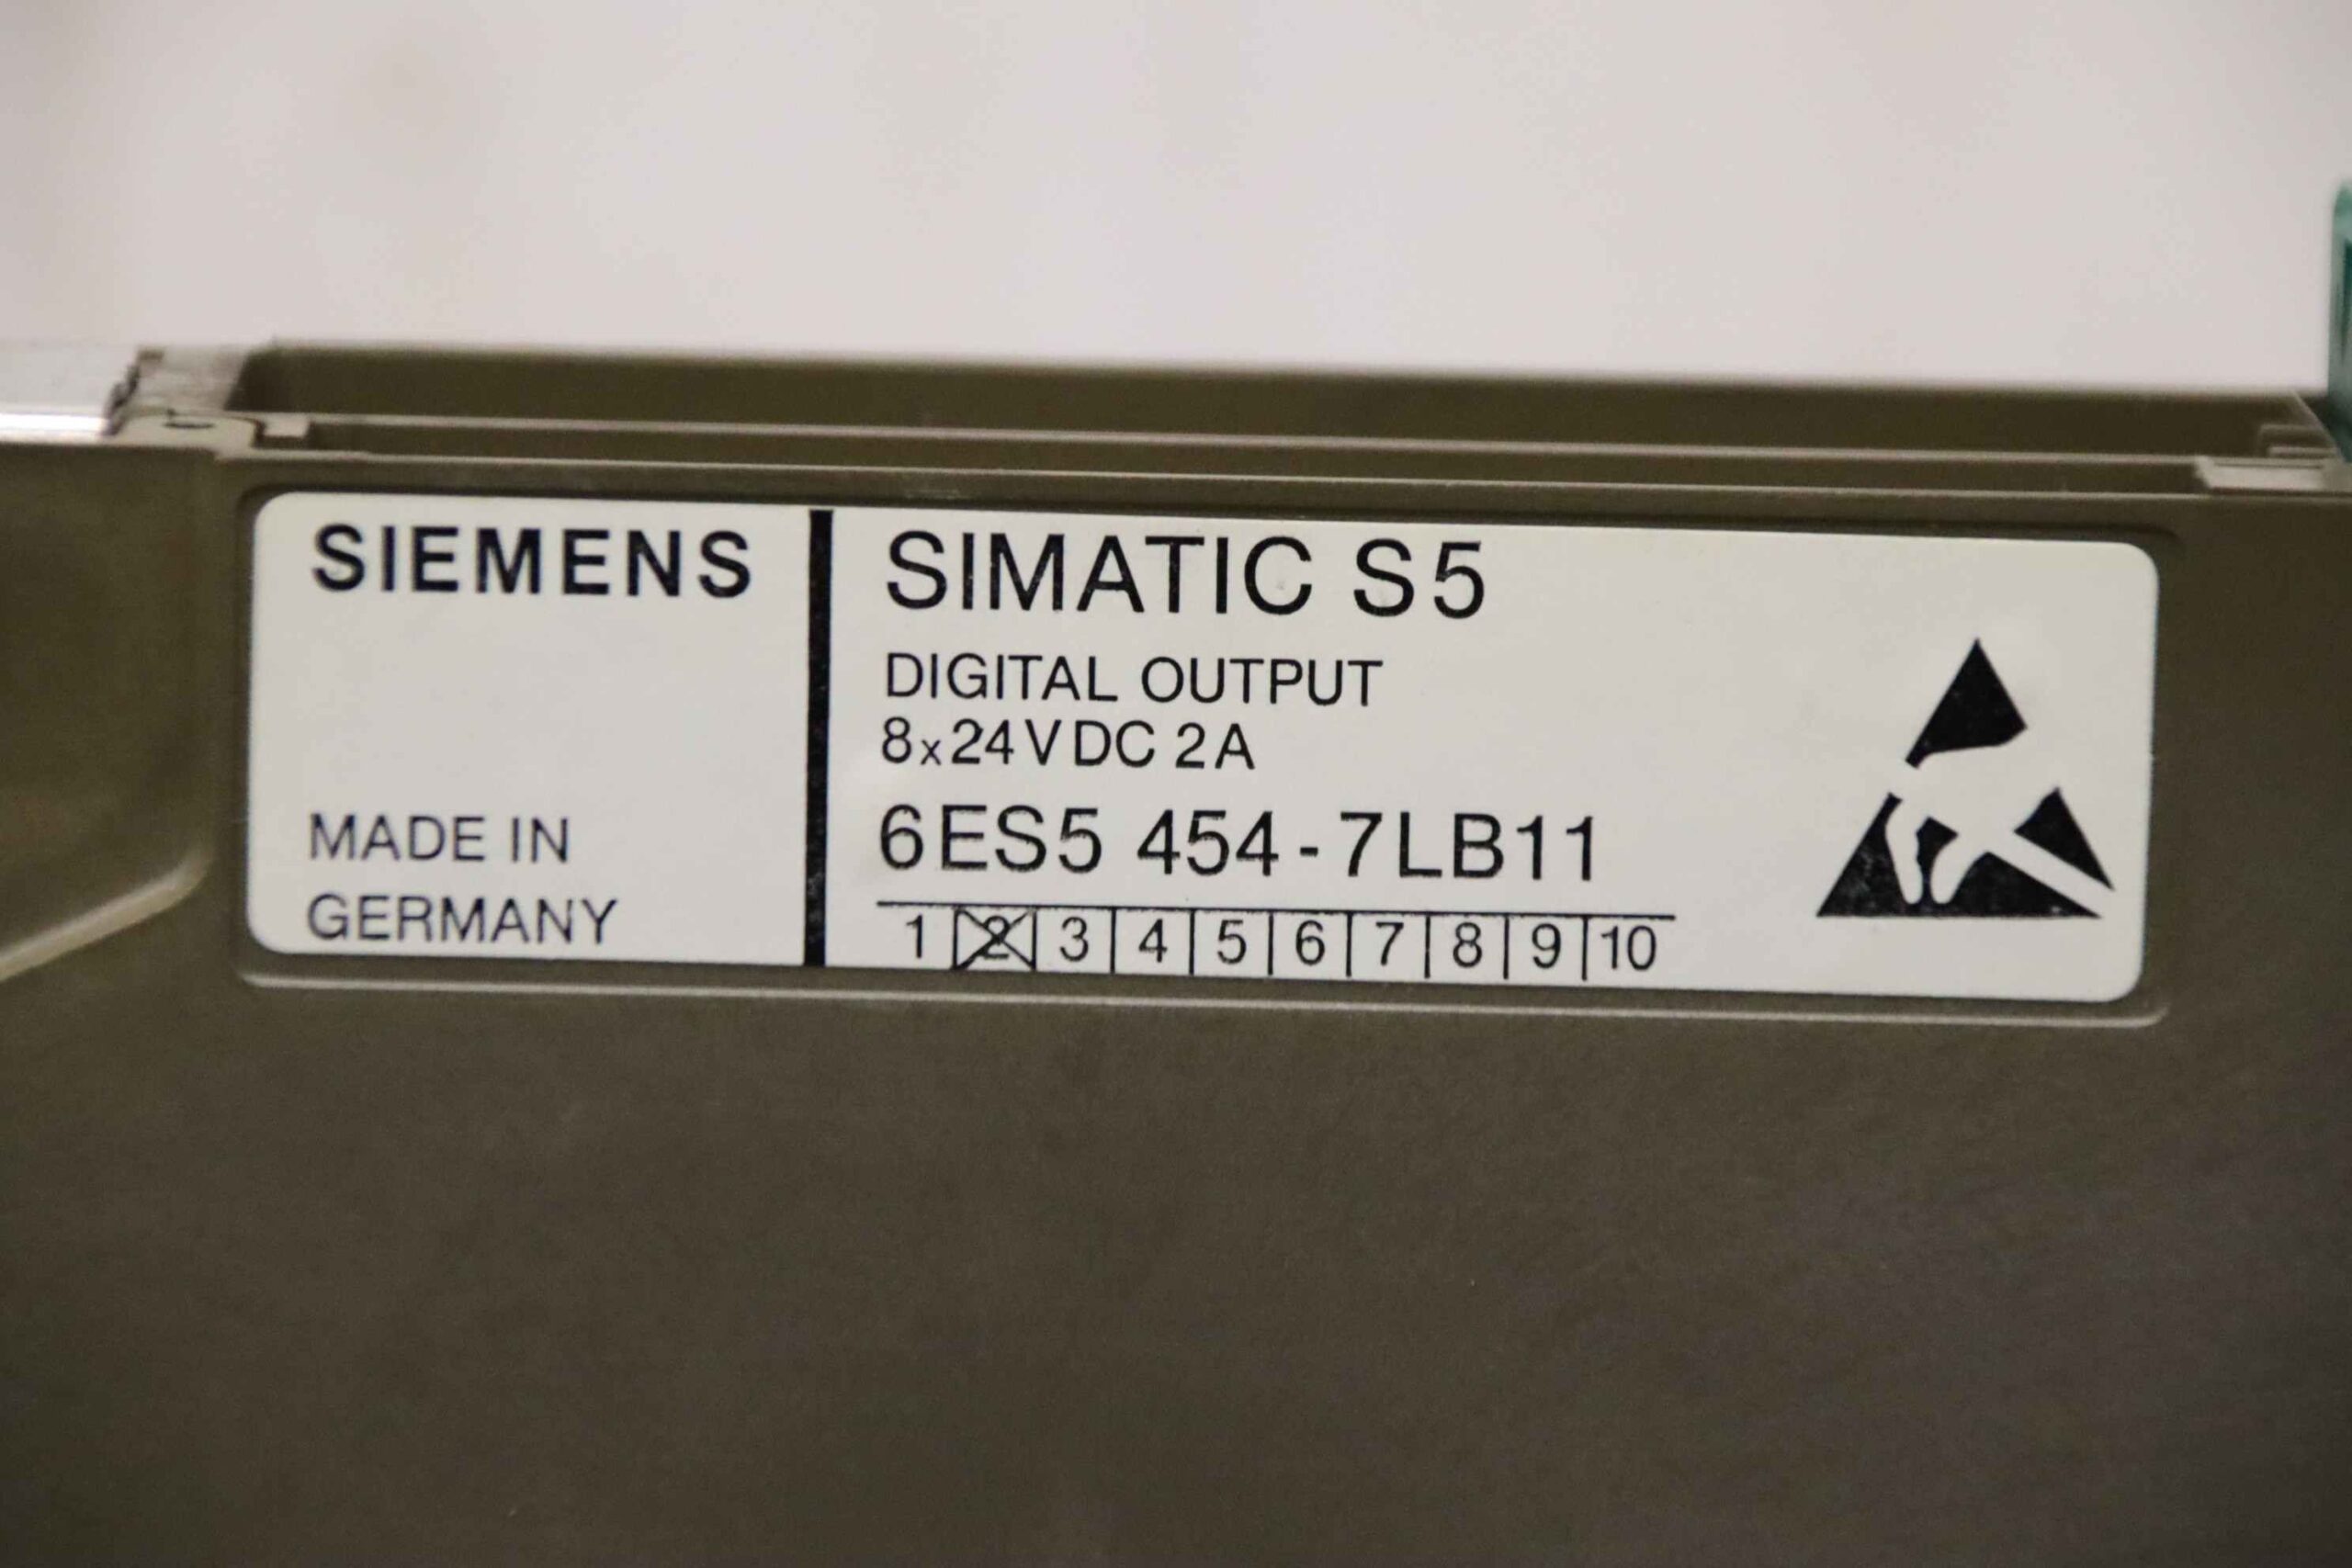 SIEMENS
MADE IN
GERMANY
SIMATIC S5
DIGITAL OUTPUT
8x24VDC 2A
6ES5 454-7LB11
1 2 3 4 5 6 7 8 9 10